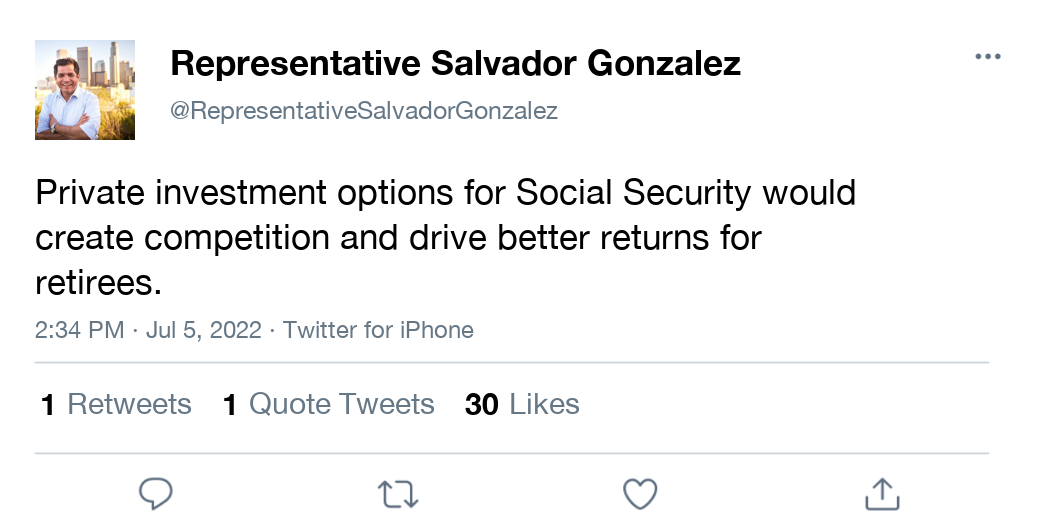 Representative Salvador Gonzalez
@RepresentativeSalvadorGonzalez
Private investment options for Social Security would
create competition and drive better returns for
retirees.
2:34 PM · Jul 5, 2022 · Twitter for iPhone
1 Retweets 1 Quote Tweets 30 Likes